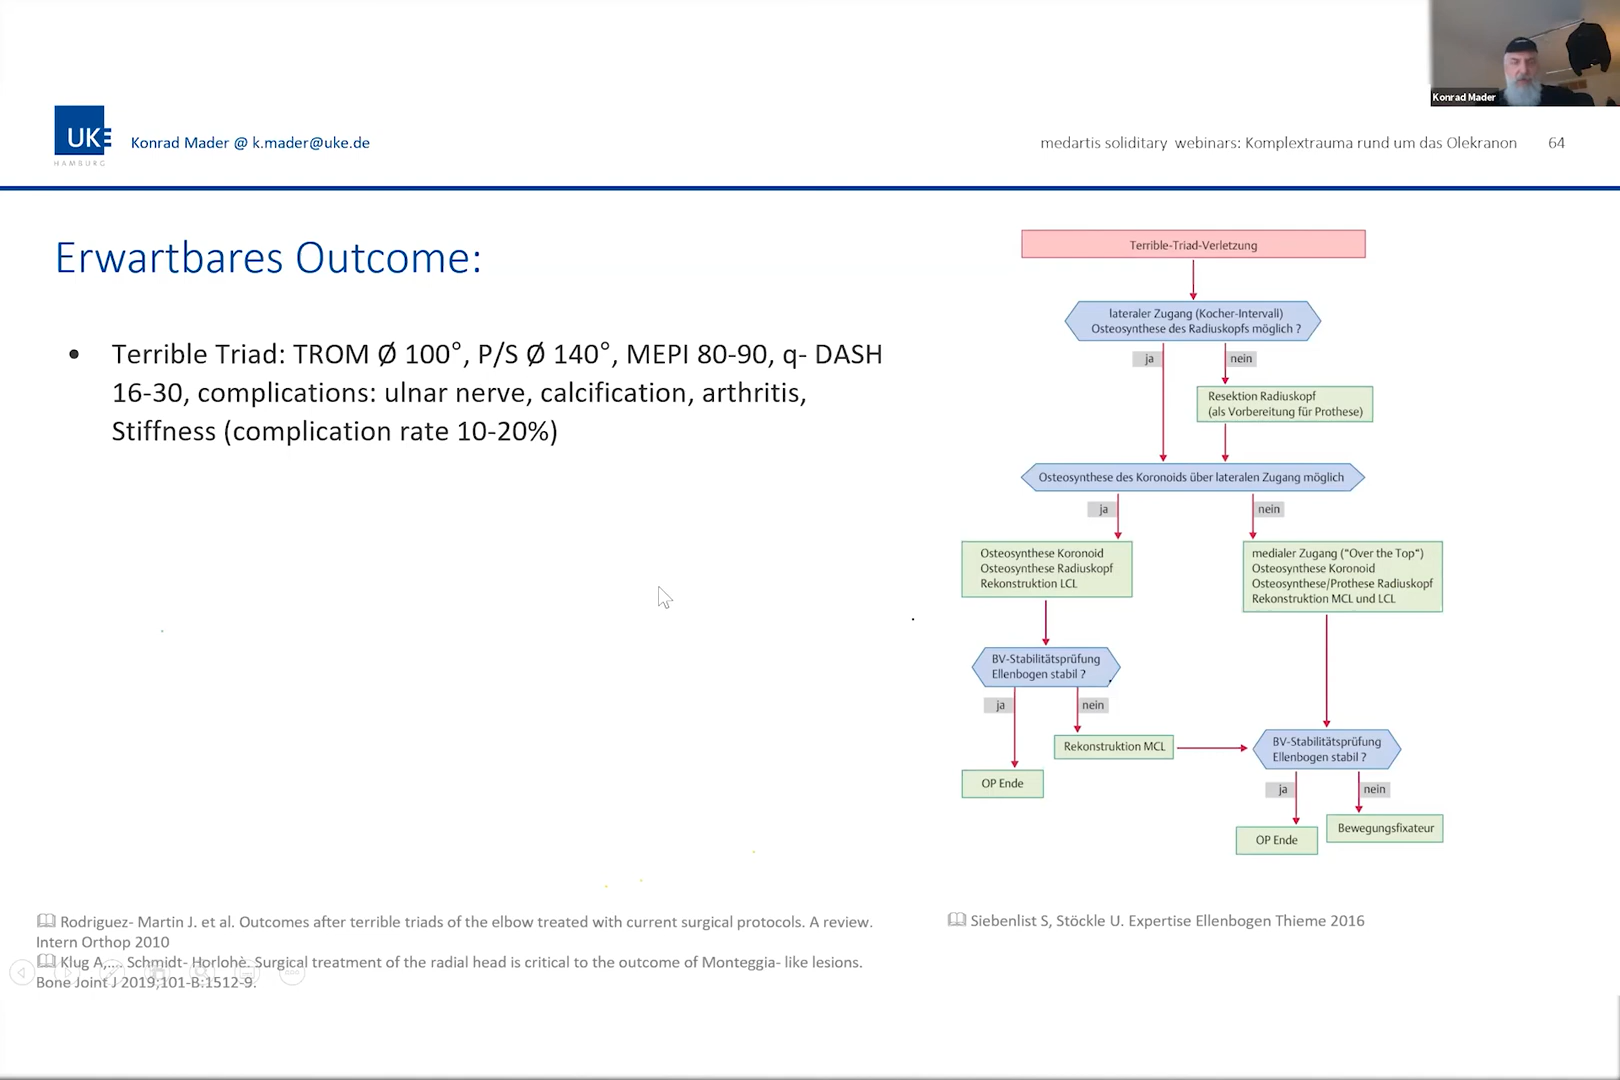 Konrad Mader
UKE
HAMBURG
Konrad Mader @ k.mader@uke.de
medartis soliditary webinars: Komplextrauma rund um das Olekranon 64
Erwartbares Outcome:
• Terrible Triad: TROM Ø 100°, P/S Ø 140°, MEPI 80-90, q- DASH
16-30, complications: ulnar nerve, calcification, arthritis,
Stiffness (complication rate 10-20%)
Terrible-Triad-Verletzung
lateraler Zugang (Kocher-Intervall)
Osteosynthese des Radiuskopfs möglich ?
ja
nein
Resektion Radiuskopf
(als Vorbereitung für Prothese)
Osteosynthese des Koronoids über lateralen Zugang möglich
ja
nein
Osteosynthese Koronoid
Osteosynthese Radiuskopf
Rekonstruktion LCL
medialer Zugang ("Over the Top")
Osteosynthese Koronoid
Osteosynthese/Prothese Radiuskopf
Rekonstruktion MCL und LCL
BV-Stabilitätsprüfung
Ellenbogen stabil ?
ja
nein
Rekonstruktion MCL
OP Ende
BV-Stabilitätsprüfung
Ellenbogen stabil ?
ja
nein
OP Ende
Bewegungsfixateur
Rodriguez- Martin J. et al. Outcomes after terrible triads of the elbow treated with current surgical protocols. A review.
Intern Orthop 2010
Klug A,.... Schmidt- Horlohè. Surgical treatment of the radial head is critical to the outcome of Monteggia- like lesions.
Bone Joint J 2019;101-B:1512-9.
Siebenlist S, Stöckle U. Expertise Ellenbogen Thieme 2016